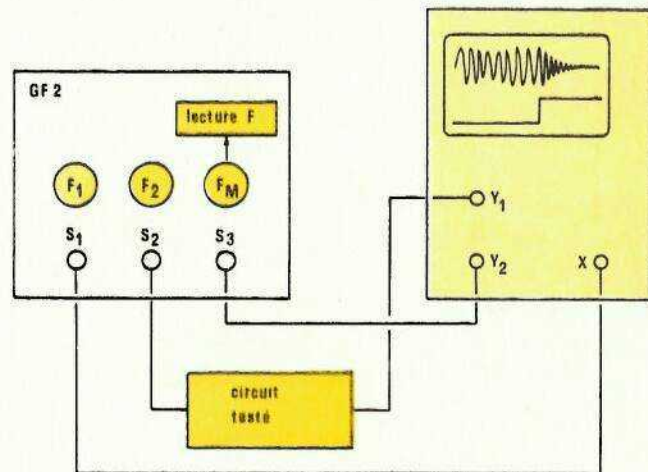 GF 2
lecture F
F1 F2 FM
S1 S2 S3
Y1
Y2 X
circuit
testé